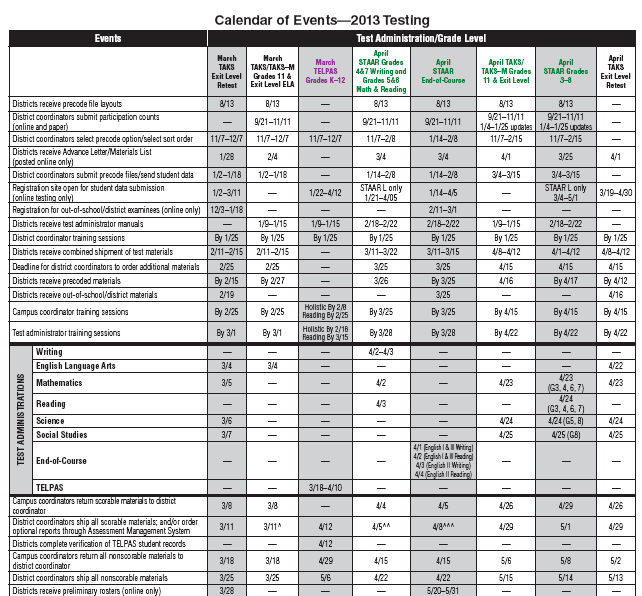 Calendar of Events—2013 Testing
Events Test Administration/Grade Level
March TAKS Exit Level Retest | March TAKS/TAKS–M Grades 11 & Exit Level ELA | March TELPAS Grades K–12 | April STAAR Grades 4&7 Writing and Grades 5&8 Math & Reading | April STAAR End-of-Course | April TAKS/ TAKS–M Grades 11 & Exit Level | April STAAR Grades 3–8 | April TAKS Exit Level Retest
Districts receive precode file layouts 8/13 8/13 — 8/13 8/13 8/13 8/13 —
District coordinators submit participation counts (online and paper) — 9/21–11/11 — 9/21–11/11 9/21–11/11 9/21–11/11 1/4–1/25 updates 9/21–11/11 1/4–1/25 updates —
District coordinators select precode option/select sort order 11/7–12/7 11/7–12/7 11/7–12/7 11/7–2/8 1/14–2/8 11/7–2/15 11/7–2/15 —
Districts receive Advance Letter/Materials List (posted online only) 1/28 2/4 — 3/4 3/4 4/1 3/25 4/1
District coordinators submit precode files/send student data 1/2–1/18 1/2–1/18 — 1/14–2/8 1/14–2/8 3/4–3/15 3/4–3/15 —
Registration site open for student data submission (online testing only) 1/2–3/11 — 1/22–4/12 STAAR L only 1/21–4/05 1/14–4/5 — STAAR L only 3/4–5/1 3/19–4/30
Registration for out-of-school/district examinees (online only) 12/3–1/18 — — — 2/11–3/1 — — —
Districts receive test administrator manuals — 1/9–1/15 1/9–1/15 2/18–2/22 2/18–2/22 1/9–1/15 2/18–2/22 —
District coordinator training sessions By 1/25 By 1/25 By 1/25 By 1/25 By 1/25 By 1/25 By 1/25 By 1/25
Districts receive combined shipment of test materials 2/11–2/15 2/11–2/15 — 3/11–3/22 3/11–3/15 4/8–4/12 4/1–4/12 4/8–4/12
Deadline for district coordinators to order additional materials 2/25 2/25 — 3/25 3/25 4/15 4/15 4/15
Districts receive precoded materials By 2/15 By 2/27 — 3/26 By 3/25 4/16 By 4/17 By 4/12
Districts receive out-of-school/district materials 2/19 — — — 3/25 — — 4/16
Campus coordinator training sessions By 2/25 By 2/25 Holistic By 2/8 Reading By 2/25 By 3/25 By 3/25 By 4/15 By 4/15 By 4/15
Test administrator training sessions By 3/1 By 3/1 Holistic By 2/16 Reading By 3/15 By 3/28 By 3/28 By 4/22 By 4/22 By 4/22
TEST ADMINISTRATIONS
Writing — — — 4/2–4/3 — — — —
English Language Arts 3/4 3/4 — — — — — 4/22
Mathematics 3/5 — — 4/2 — 4/23 4/23 (G3, 4, 6, 7) 4/23
Reading — — — 4/3 — — 4/24 (G3, 4, 6, 7) —
Science 3/6 — — — — 4/24 4/24 (G5, 8) 4/24
Social Studies 3/7 — — — — 4/25 4/25 (G8) 4/25
End-of-Course — — — — 4/1 (English I & II Writing) 4/2 (English I & II Reading) 4/3 (English II Writing) 4/4 (English II Reading) — — —
TELPAS — — 3/18–4/10 — — — — —
Campus coordinators return scorable materials to district coordinator 3/8 3/8 — 4/4 4/5 4/26 4/29 4/26
District coordinators ship all scorable materials; and/or order optional reports through Assessment Management System 3/11 3/11^ 4/12 4/5^^ 4/8^^^ 4/29 5/1 4/29
Districts complete verification of TELPAS student records — — 4/12 — — — — —
Campus coordinators return all nonscorable materials to district coordinator 3/18 3/18 4/29 4/15 4/15 5/6 5/8 5/2
District coordinators ship all nonscorable materials 3/25 3/25 5/6 4/22 4/22 5/15 5/14 5/13
Districts receive preliminary rosters (online only) 3/28 — — — 5/20–5/31 — — —